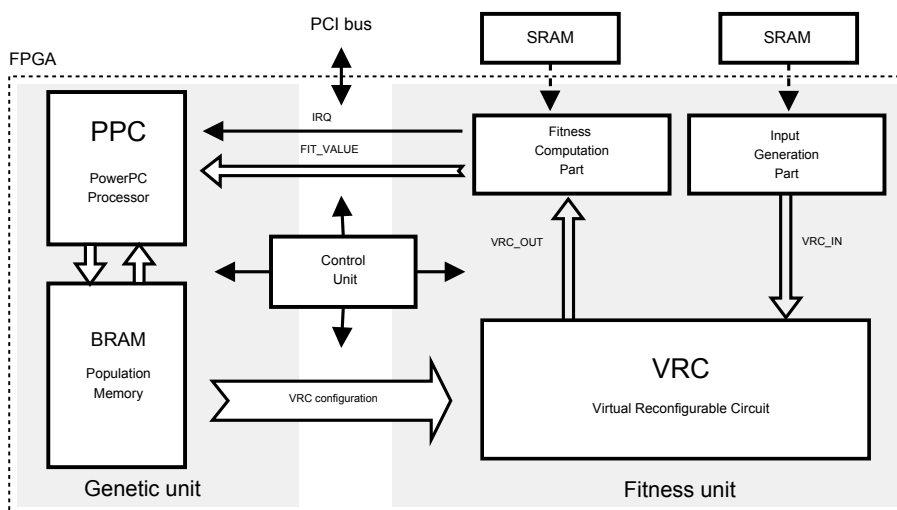 PCI bus
SRAM
SRAM
FPGA
PPC
PowerPC
Processor
IRQ
FIT_VALUE
Fitness
Computation
Part
Input
Generation
Part
VRC_OUT
VRC_IN
Control
Unit
BRAM
Population
Memory
VRC configuration
VRC
Virtual Reconfigurable Circuit
Genetic unit
Fitness unit